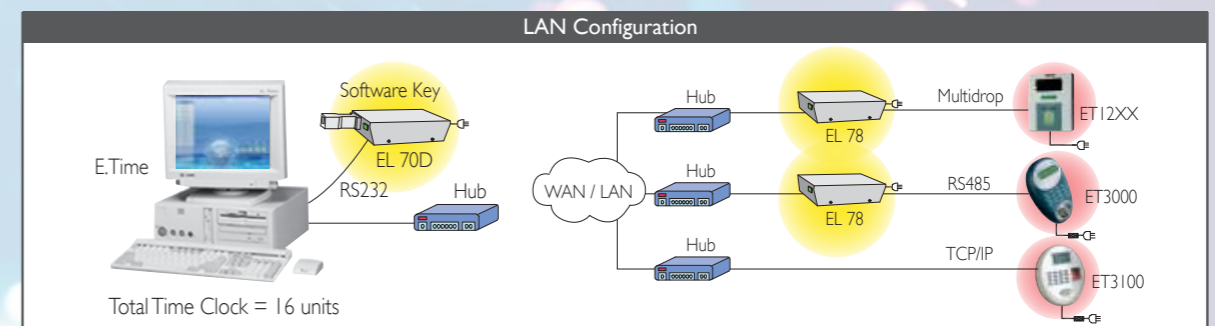 LAN Configuration
Software Key
EL 70D
E.Time
RS232
Hub
Total Time Clock = 16 units
WAN / LAN
Hub
EL 78
Multidrop
ET12XX
Hub
EL 78
RS485
ET3000
Hub
TCP/IP
ET3100